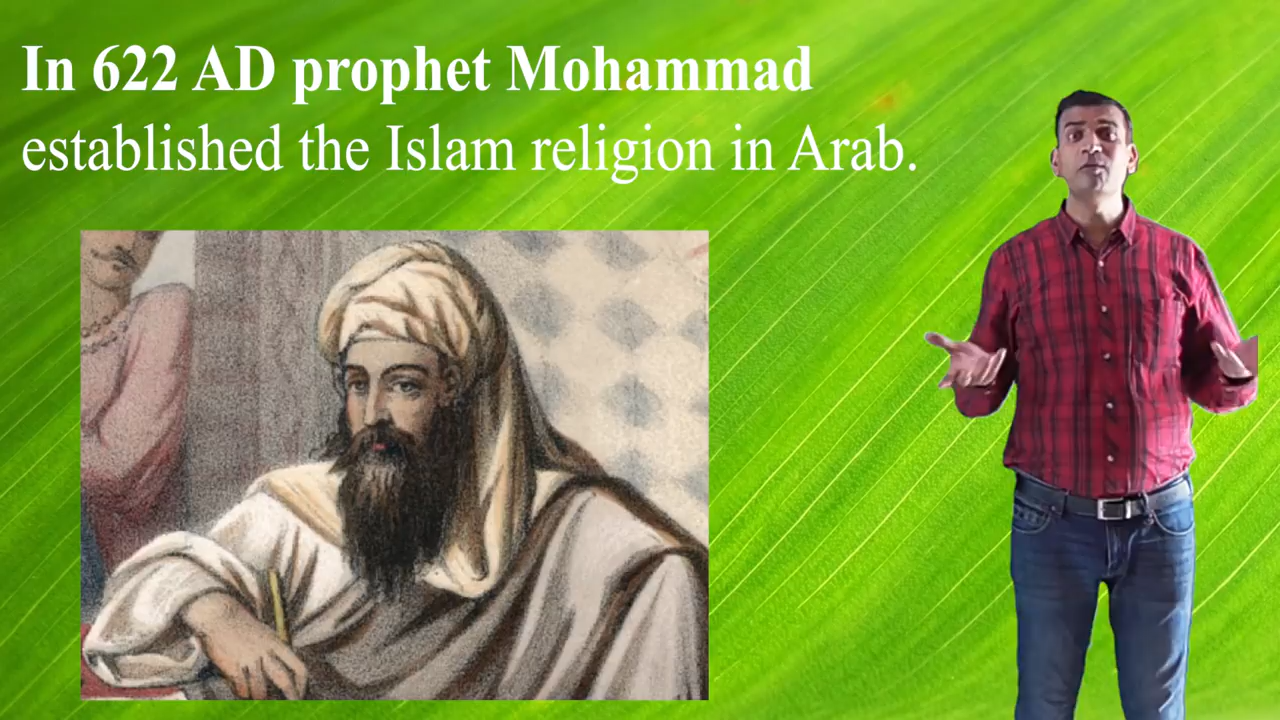 In 622 AD prophet Mohammad
established the Islam religion in Arab.